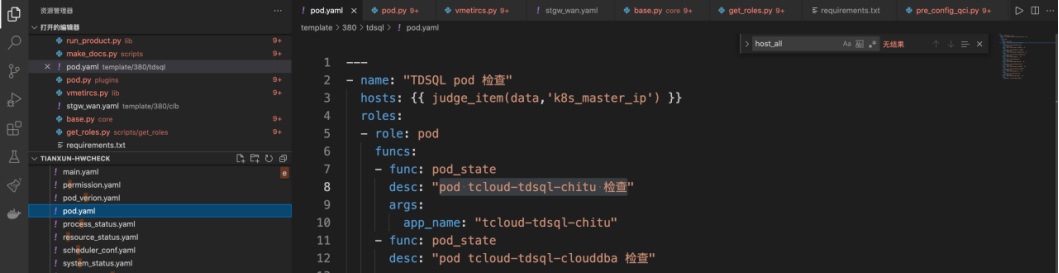 资源管理器
打开的编辑器
run_product.py lib 9+
make_docs.py scripts 9+
pod.yaml template/380/tdsql
pod.py plugins 9+
vmetircs.py lib 9+
stgw_wan.yaml template/380/clb
base.py core 9+
get_roles.py scripts/get_roles 9+
requirements.txt
TIANXUN-HWCHECK
main.yaml e
permission.yaml
pod_verion.yaml
pod.yaml
process_status.yaml
resource_status.yaml
scheduler_conf.yaml
system_status.yaml
pod.yaml pod.py 9+ vmetircs.py 9+ stgw_wan.yaml base.py core 9+ get_roles.py 9+ requirements.txt pre_config_qci.py 9+
template > 380 > tdsql > pod.yaml
host_all Aa 无结果
1 ---
2 - name: "TDSQL pod 检查"
3 hosts: {{ judge_item(data,'k8s_master_ip') }}
4 roles:
5 - role: pod
6 funcs:
7 - func: pod_state
8 desc: "pod tcloud-tdsql-chitu 检查"
9 args:
10 app_name: "tcloud-tdsql-chitu"
11 - func: pod_state
12 desc: "pod tcloud-tdsql-clouddba 检查"